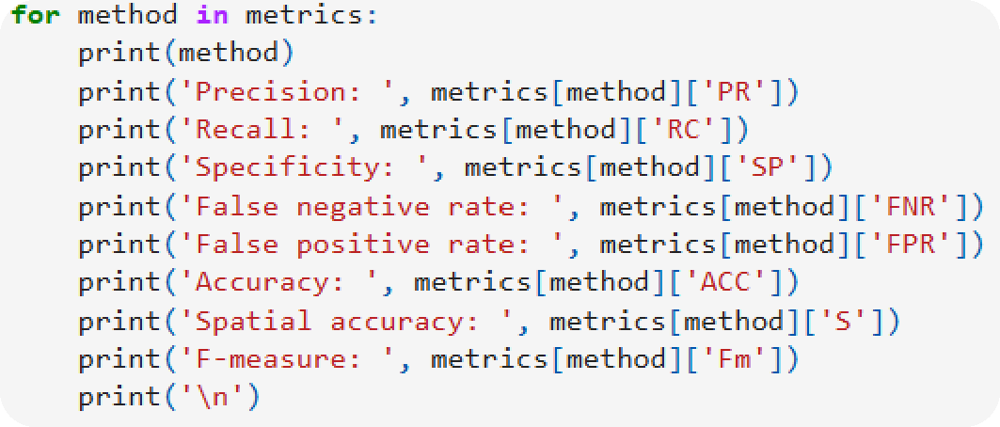 for method in metrics:
    print(method)
    print('Precision: ', metrics[method]['PR'])
    print('Recall: ', metrics[method]['RC'])
    print('Specificity: ', metrics[method]['SP'])
    print('False negative rate: ', metrics[method]['FNR'])
    print('False positive rate: ', metrics[method]['FPR'])
    print('Accuracy: ', metrics[method]['ACC'])
    print('Spatial accuracy: ', metrics[method]['S'])
    print('F-measure: ', metrics[method]['Fm'])
    print('\n')